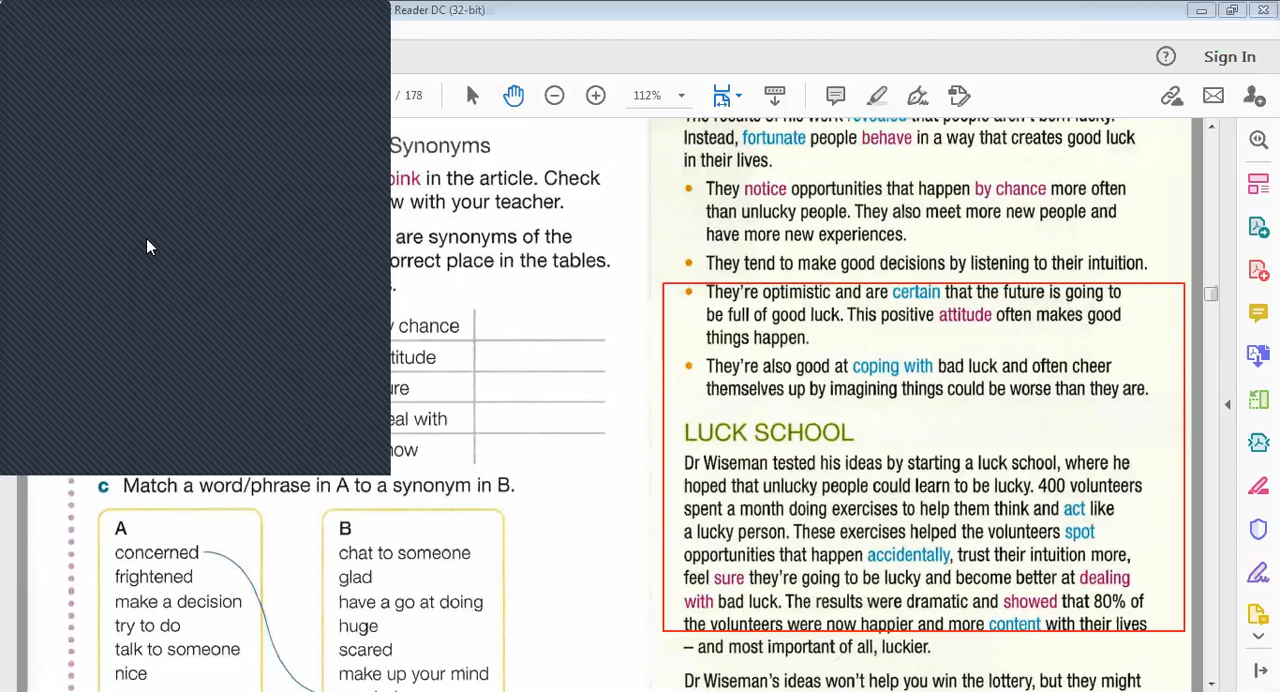 Reader DC (32-bit)
Sign In
/ 178
112%
Synonyms
pink in the article. Check
w with your teacher.
are synonyms of the
orrect place in the tables.
y chance
titude
ure
eal with
now
c Match a word/phrase in A to a synonym in B.
A
concerned
frightened
make a decision
try to do
talk to someone
nice
B
chat to someone
glad
have a go at doing
huge
scared
make up your mind
The results of his work revealed that people aren't born lucky.
Instead, fortunate people behave in a way that creates good luck
in their lives.
• They notice opportunities that happen by chance more often
than unlucky people. They also meet more new people and
have more new experiences.
• They tend to make good decisions by listening to their intuition.
• They're optimistic and are certain that the future is going to
be full of good luck. This positive attitude often makes good
things happen.
• They're also good at coping with bad luck and often cheer
themselves up by imagining things could be worse than they are.
LUCK SCHOOL
Dr Wiseman tested his ideas by starting a luck school, where he
hoped that unlucky people could learn to be lucky. 400 volunteers
spent a month doing exercises to help them think and act like
a lucky person. These exercises helped the volunteers spot
opportunities that happen accidentally, trust their intuition more,
feel sure they're going to be lucky and become better at dealing
with bad luck. The results were dramatic and showed that 80% of
the volunteers were now happier and more content with their lives
– and most important of all, luckier.
Dr Wiseman's ideas won't help you win the lottery, but they might